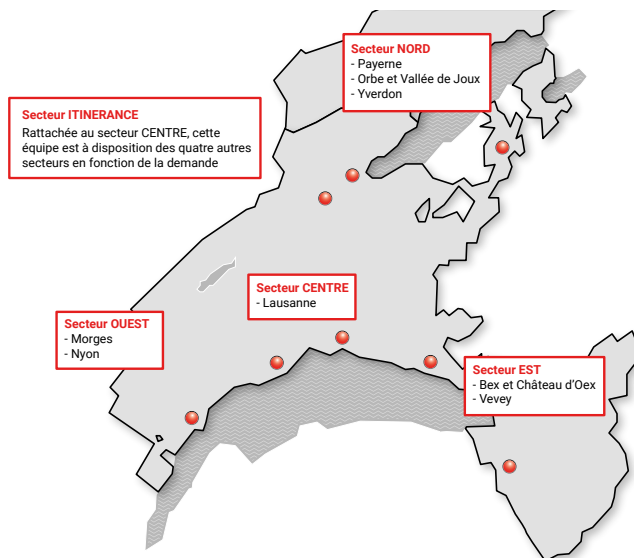 Secteur NORD
- Payerne
- Orbe et Vallée de Joux
- Yverdon
Secteur ITINERANCE
Rattachée au secteur CENTRE, cette
équipe est à disposition des quatre autres
secteurs en fonction de la demande
Secteur CENTRE
- Lausanne
Secteur OUEST
- Morges
- Nyon
Secteur EST
- Bex et Château d'Oex
- Vevey